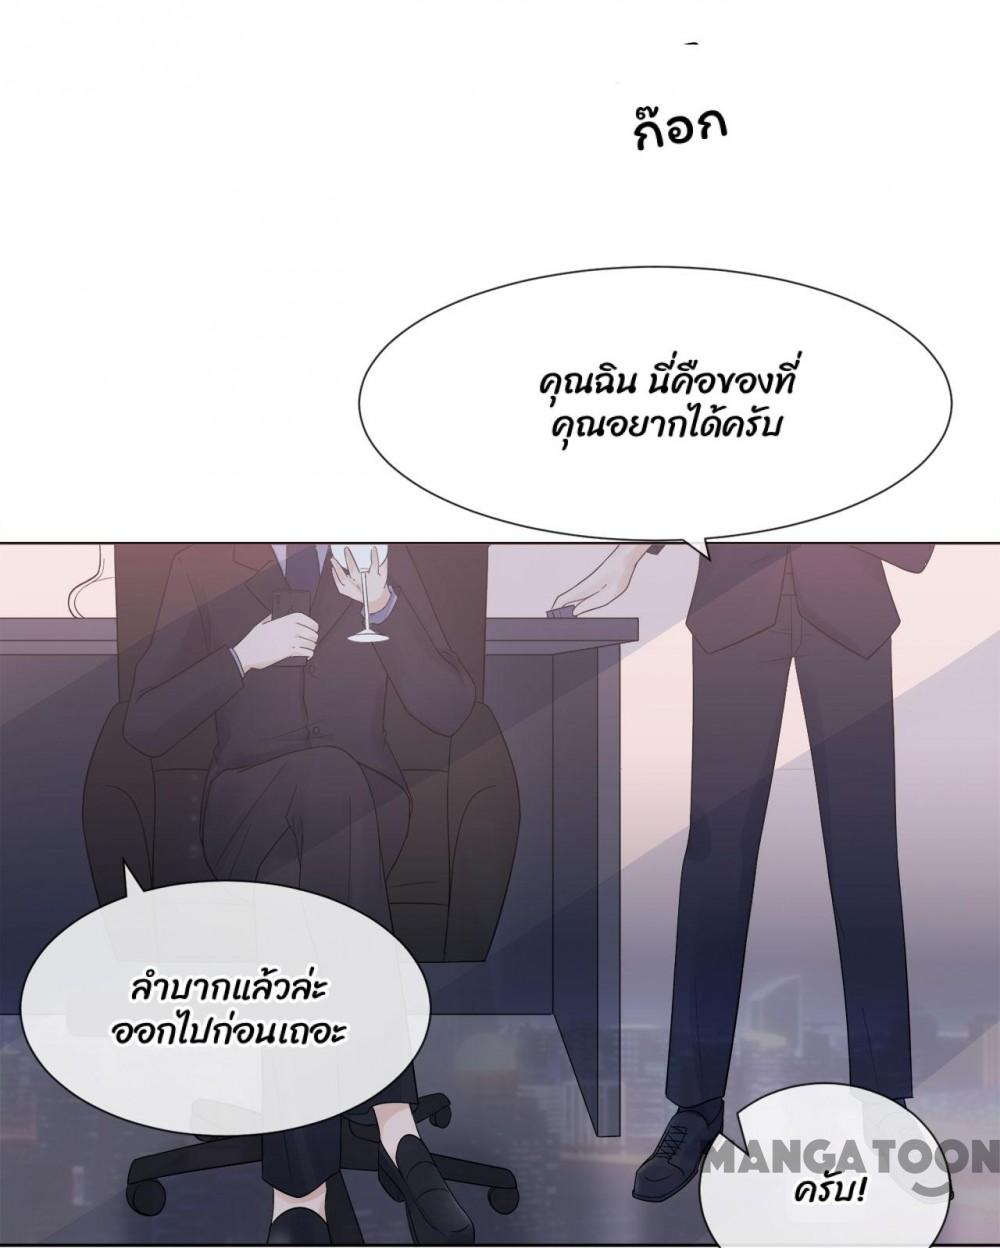 ก๊อก
คุณฉิน นี่คือของที่
คุณอยากได้ครับ
ลำบากแล้วล่ะ
ออกไปก่อนเถอะ
MANGATOON
ครับ!